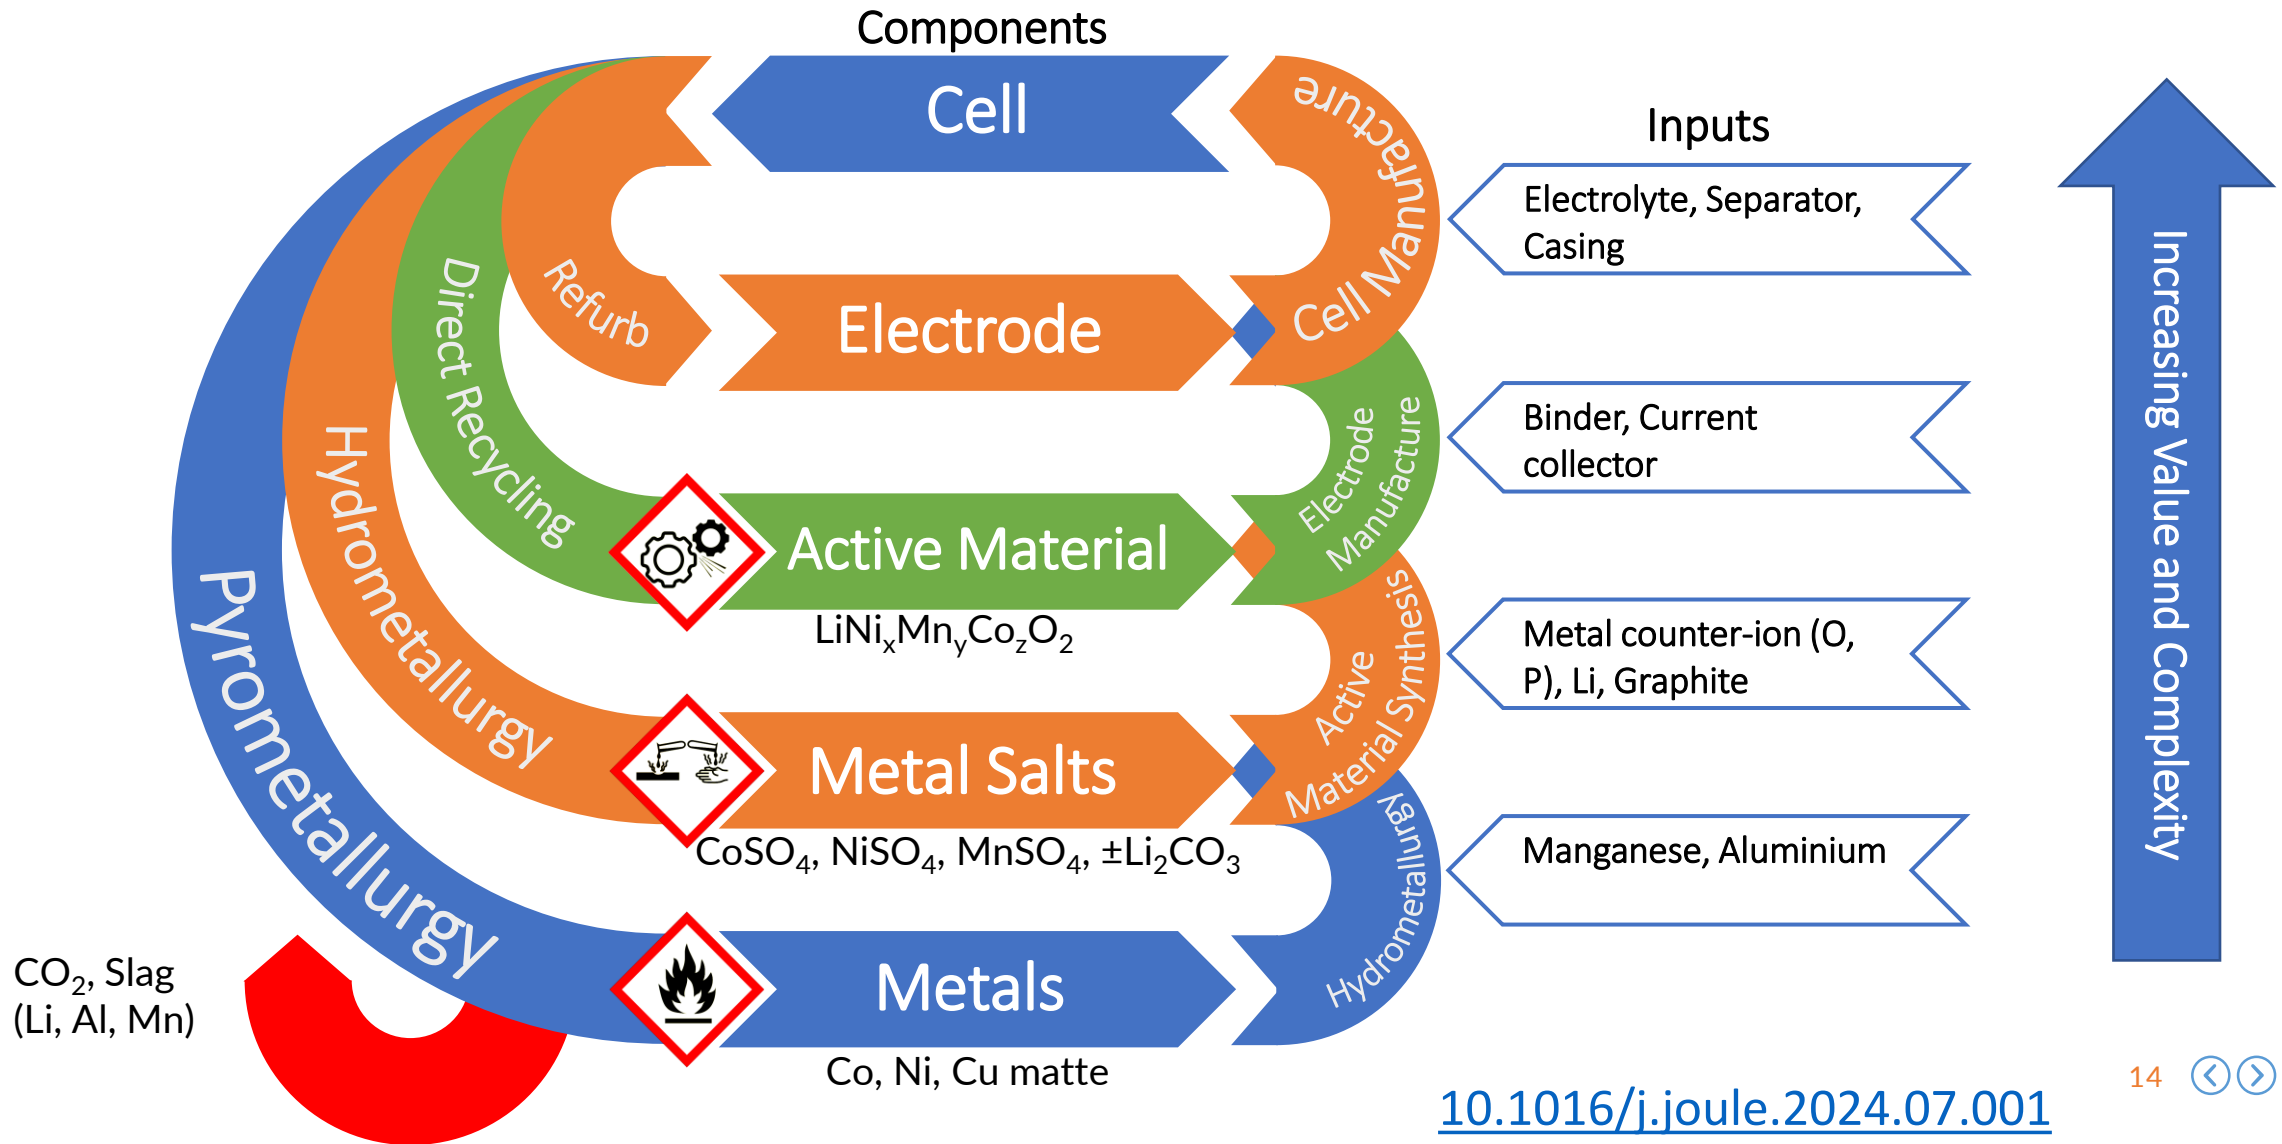 Components
Cell
Electrode
Active Material
LiNiₓMnᵧCo_zO₂
Metal Salts
CoSO₄, NiSO₄, MnSO₄, ±Li₂CO₃
Metals
Co, Ni, Cu matte
Refurb
Direct Recycling
Hydrometallurgy
Pyrometallurgy
CO₂, Slag
(Li, Al, Mn)
Cell Manufacture
Electrode
Manufacture
Active
Material Synthesis
Hydrometallurgy
Inputs
Electrolyte, Separator,
Casing
Binder, Current
collector
Metal counter-ion (O,
P), Li, Graphite
Manganese, Aluminium
Increasing Value and Complexity
10.1016/j.joule.2024.07.001
14